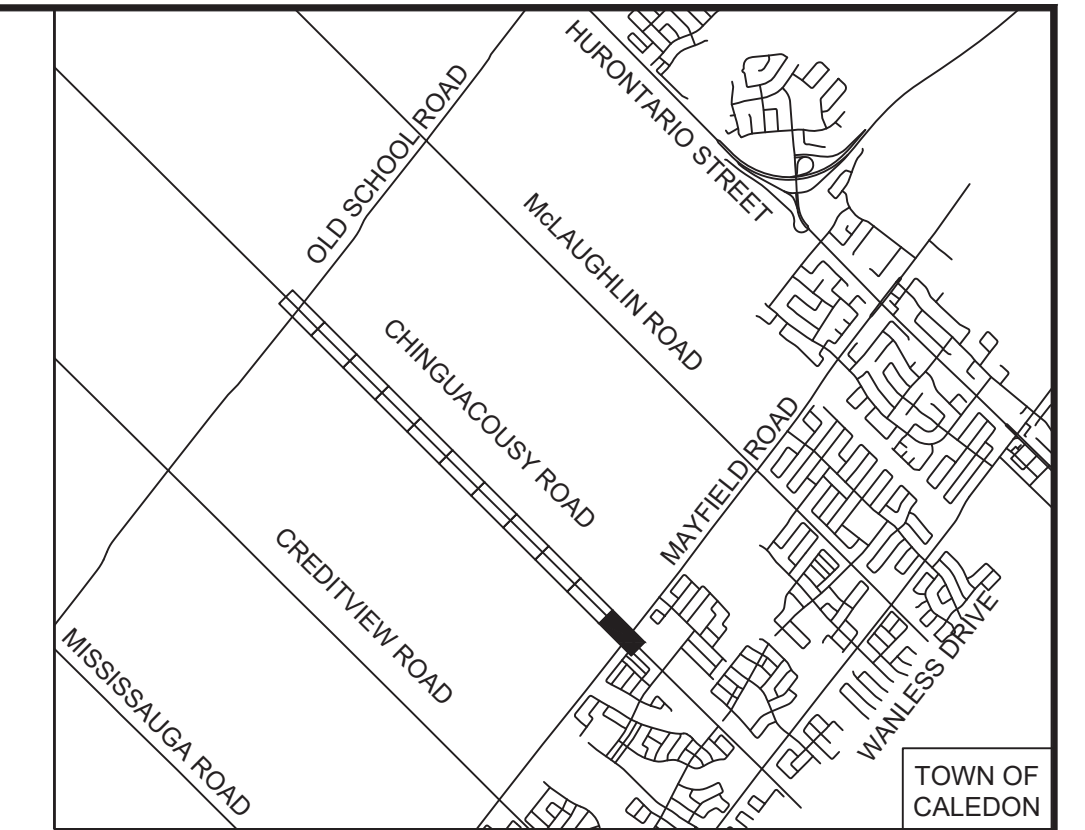 HURONTARIO STREET
OLD SCHOOL ROAD
McLAUGHLIN ROAD
CHINGUACOUSY ROAD
MAYFIELD ROAD
CREDITVIEW ROAD
WANLESS DRIVE
MISSISSAUGA ROAD
TOWN OF
CALEDON